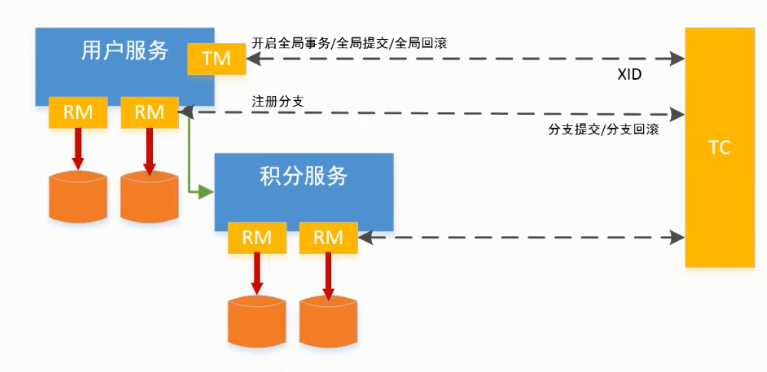 用户服务
TM
开启全局事务/全局提交/全局回滚
XID
RM
RM
注册分支
分支提交/分支回滚
TC
积分服务
RM
RM